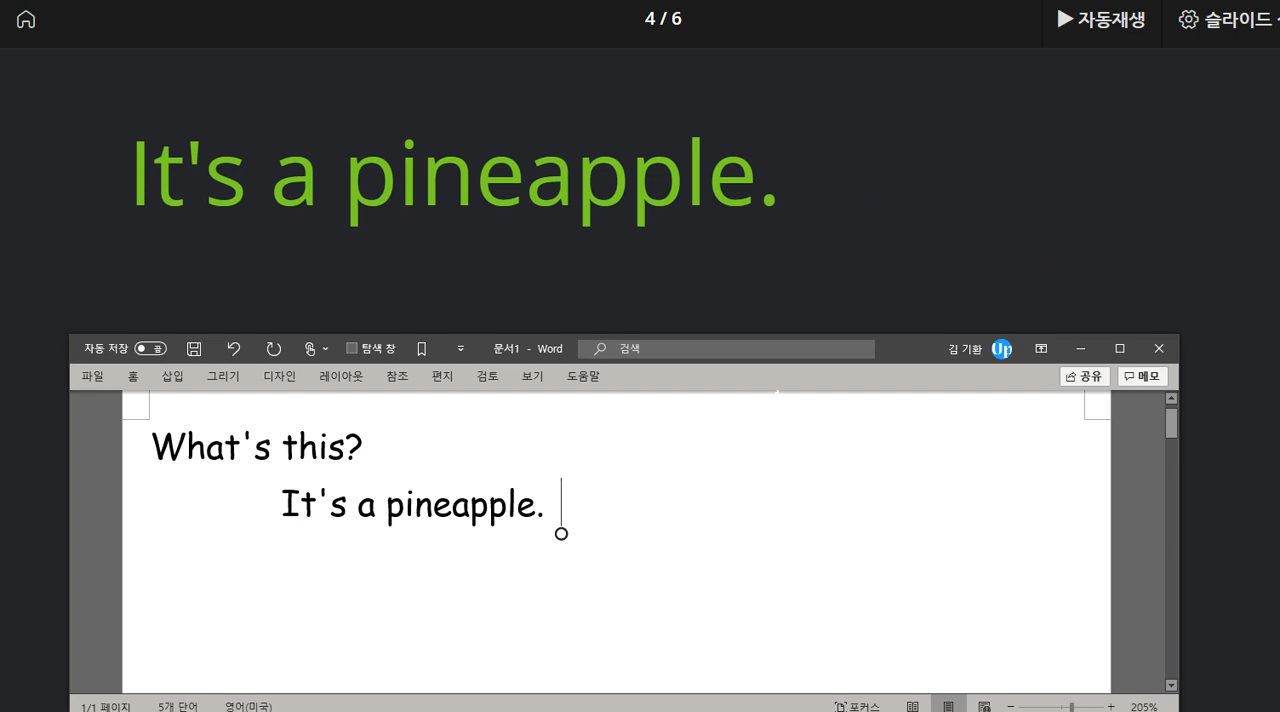 4 / 6
▶ 자동재생
슬라이드
It's a pineapple.
자동 저장 끔
탐색 창
문서1 - Word
검색
김 기환
Up
파일 홈 삽입 그리기 디자인 레이아웃 참조 편지 검토 보기 도움말
공유 메모
What's this?
It's a pineapple.
1/1 페이지 5개 단어 영어(미국)
포커스
205%